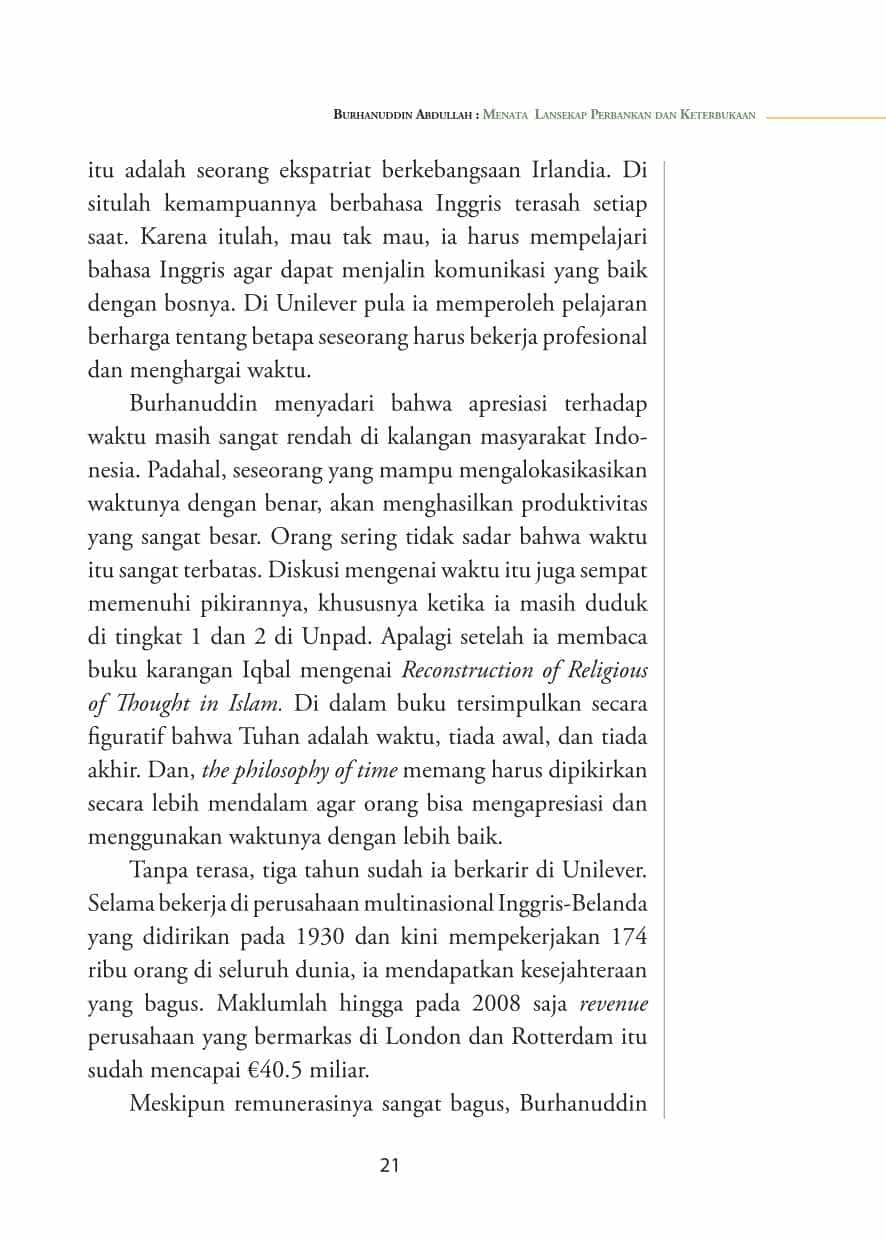 Burhanuddin Abdullah : Menata Lansekap Perbankan dan Keterbukaan
itu adalah seorang ekspatriat berkebangsaan Irlandia. Di
situlah kemampuannya berbahasa Inggris terasah setiap
saat. Karena itulah, mau tak mau, ia harus mempelajari
bahasa Inggris agar dapat menjalin komunikasi yang baik
dengan bosnya. Di Unilever pula ia memperoleh pelajaran
berharga tentang betapa seseorang harus bekerja profesional
dan menghargai waktu.
Burhanuddin menyadari bahwa apresiasi terhadap
waktu masih sangat rendah di kalangan masyarakat Indo-
nesia. Padahal, seseorang yang mampu mengalokasikasikan
waktunya dengan benar, akan menghasilkan produktivitas
yang sangat besar. Orang sering tidak sadar bahwa waktu
itu sangat terbatas. Diskusi mengenai waktu itu juga sempat
memenuhi pikirannya, khususnya ketika ia masih duduk
di tingkat 1 dan 2 di Unpad. Apalagi setelah ia membaca
buku karangan Iqbal mengenai Reconstruction of Religious
of Thought in Islam. Di dalam buku tersimpulkan secara
figuratif bahwa Tuhan adalah waktu, tiada awal, dan tiada
akhir. Dan, the philosophy of time memang harus dipikirkan
secara lebih mendalam agar orang bisa mengapresiasi dan
menggunakan waktunya dengan lebih baik.
Tanpa terasa, tiga tahun sudah ia berkarir di Unilever.
Selama bekerja di perusahaan multinasional Inggris-Belanda
yang didirikan pada 1930 dan kini mempekerjakan 174
ribu orang di seluruh dunia, ia mendapatkan kesejahteraan
yang bagus. Maklumlah hingga pada 2008 saja revenue
perusahaan yang bermarkas di London dan Rotterdam itu
sudah mencapai €40.5 miliar.
Meskipun remunerasinya sangat bagus, Burhanuddin
21